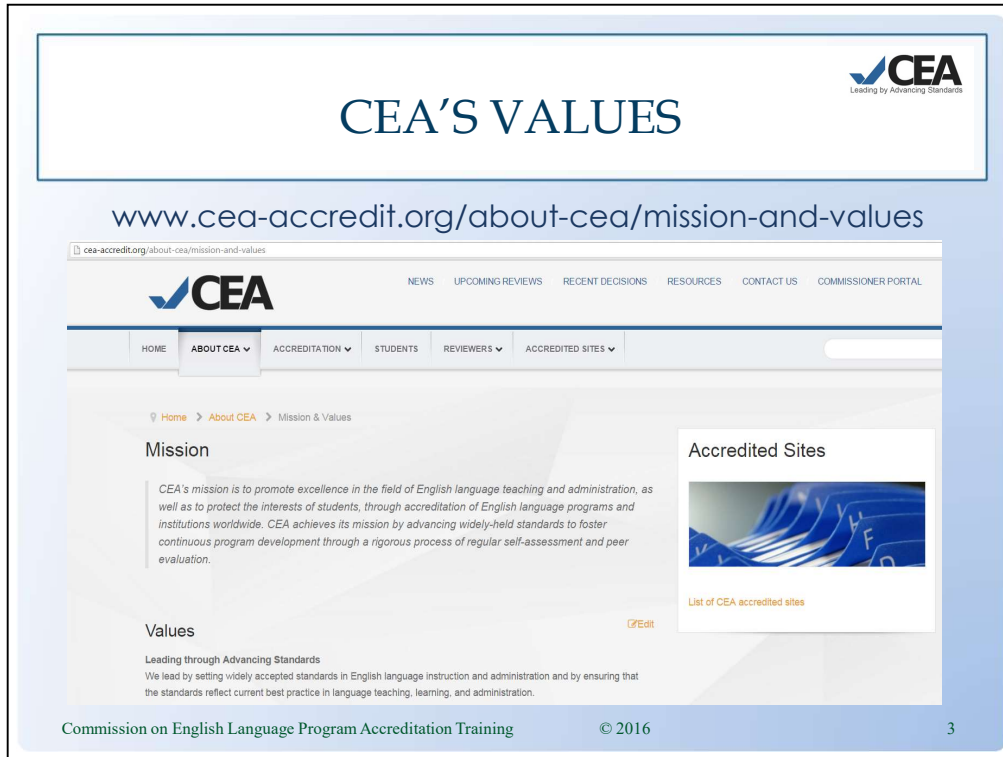 CEA
Leading by Advancing Standards
CEA'S VALUES
www.cea-accredit.org/about-cea/mission-and-values
cea-accredit.org/about-cea/mission-and-values
CEA
NEWS UPCOMING REVIEWS RECENT DECISIONS RESOURCES CONTACT US COMMISSIONER PORTAL
HOME ABOUT CEA ACCREDITATION STUDENTS REVIEWERS ACCREDITED SITES
Home > About CEA > Mission & Values
Mission
CEA's mission is to promote excellence in the field of English language teaching and administration, as
well as to protect the interests of students, through accreditation of English language programs and
institutions worldwide. CEA achieves its mission by advancing widely-held standards to foster
continuous program development through a rigorous process of regular self-assessment and peer
evaluation.
Accredited Sites
A
F
D
List of CEA accredited sites
Values
Edit
Leading through Advancing Standards
We lead by setting widely accepted standards in English language instruction and administration and by ensuring that
the standards reflect current best practice in language teaching, learning, and administration.
Commission on English Language Program Accreditation Training © 2016 3